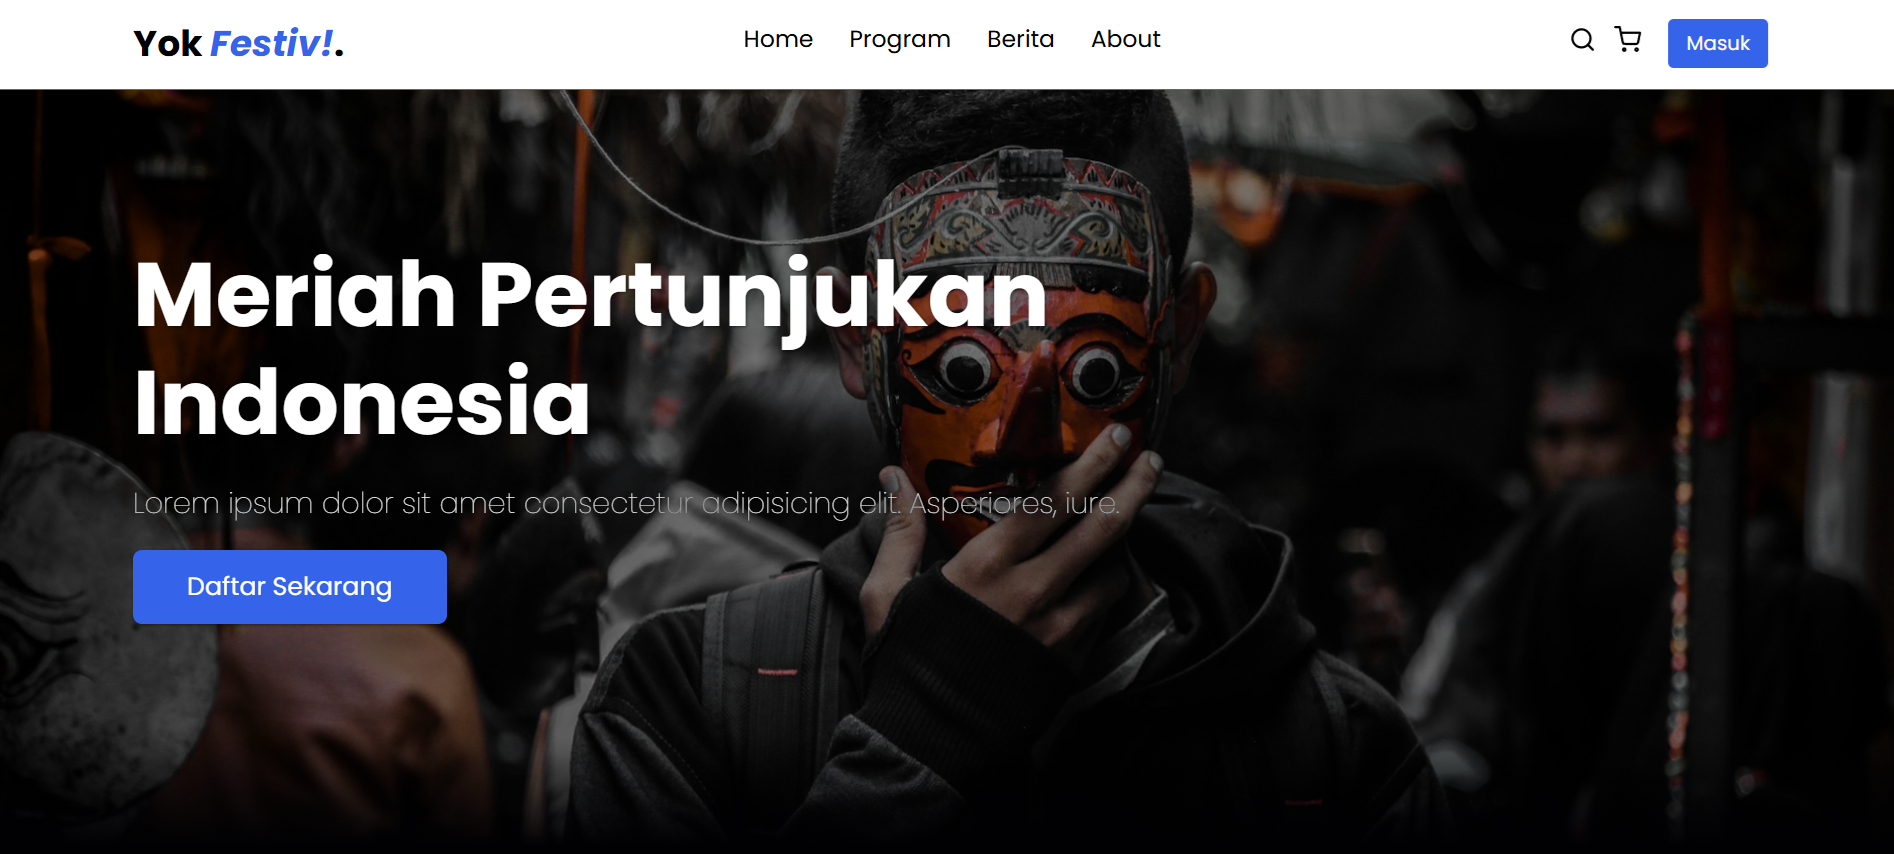 Yok Festiv!.
Home Program Berita About
Masuk
Meriah Pertunjukan
Indonesia
Lorem ipsum dolor sit amet consectetur adipisicing elit. Asperiores, iure.
Daftar Sekarang